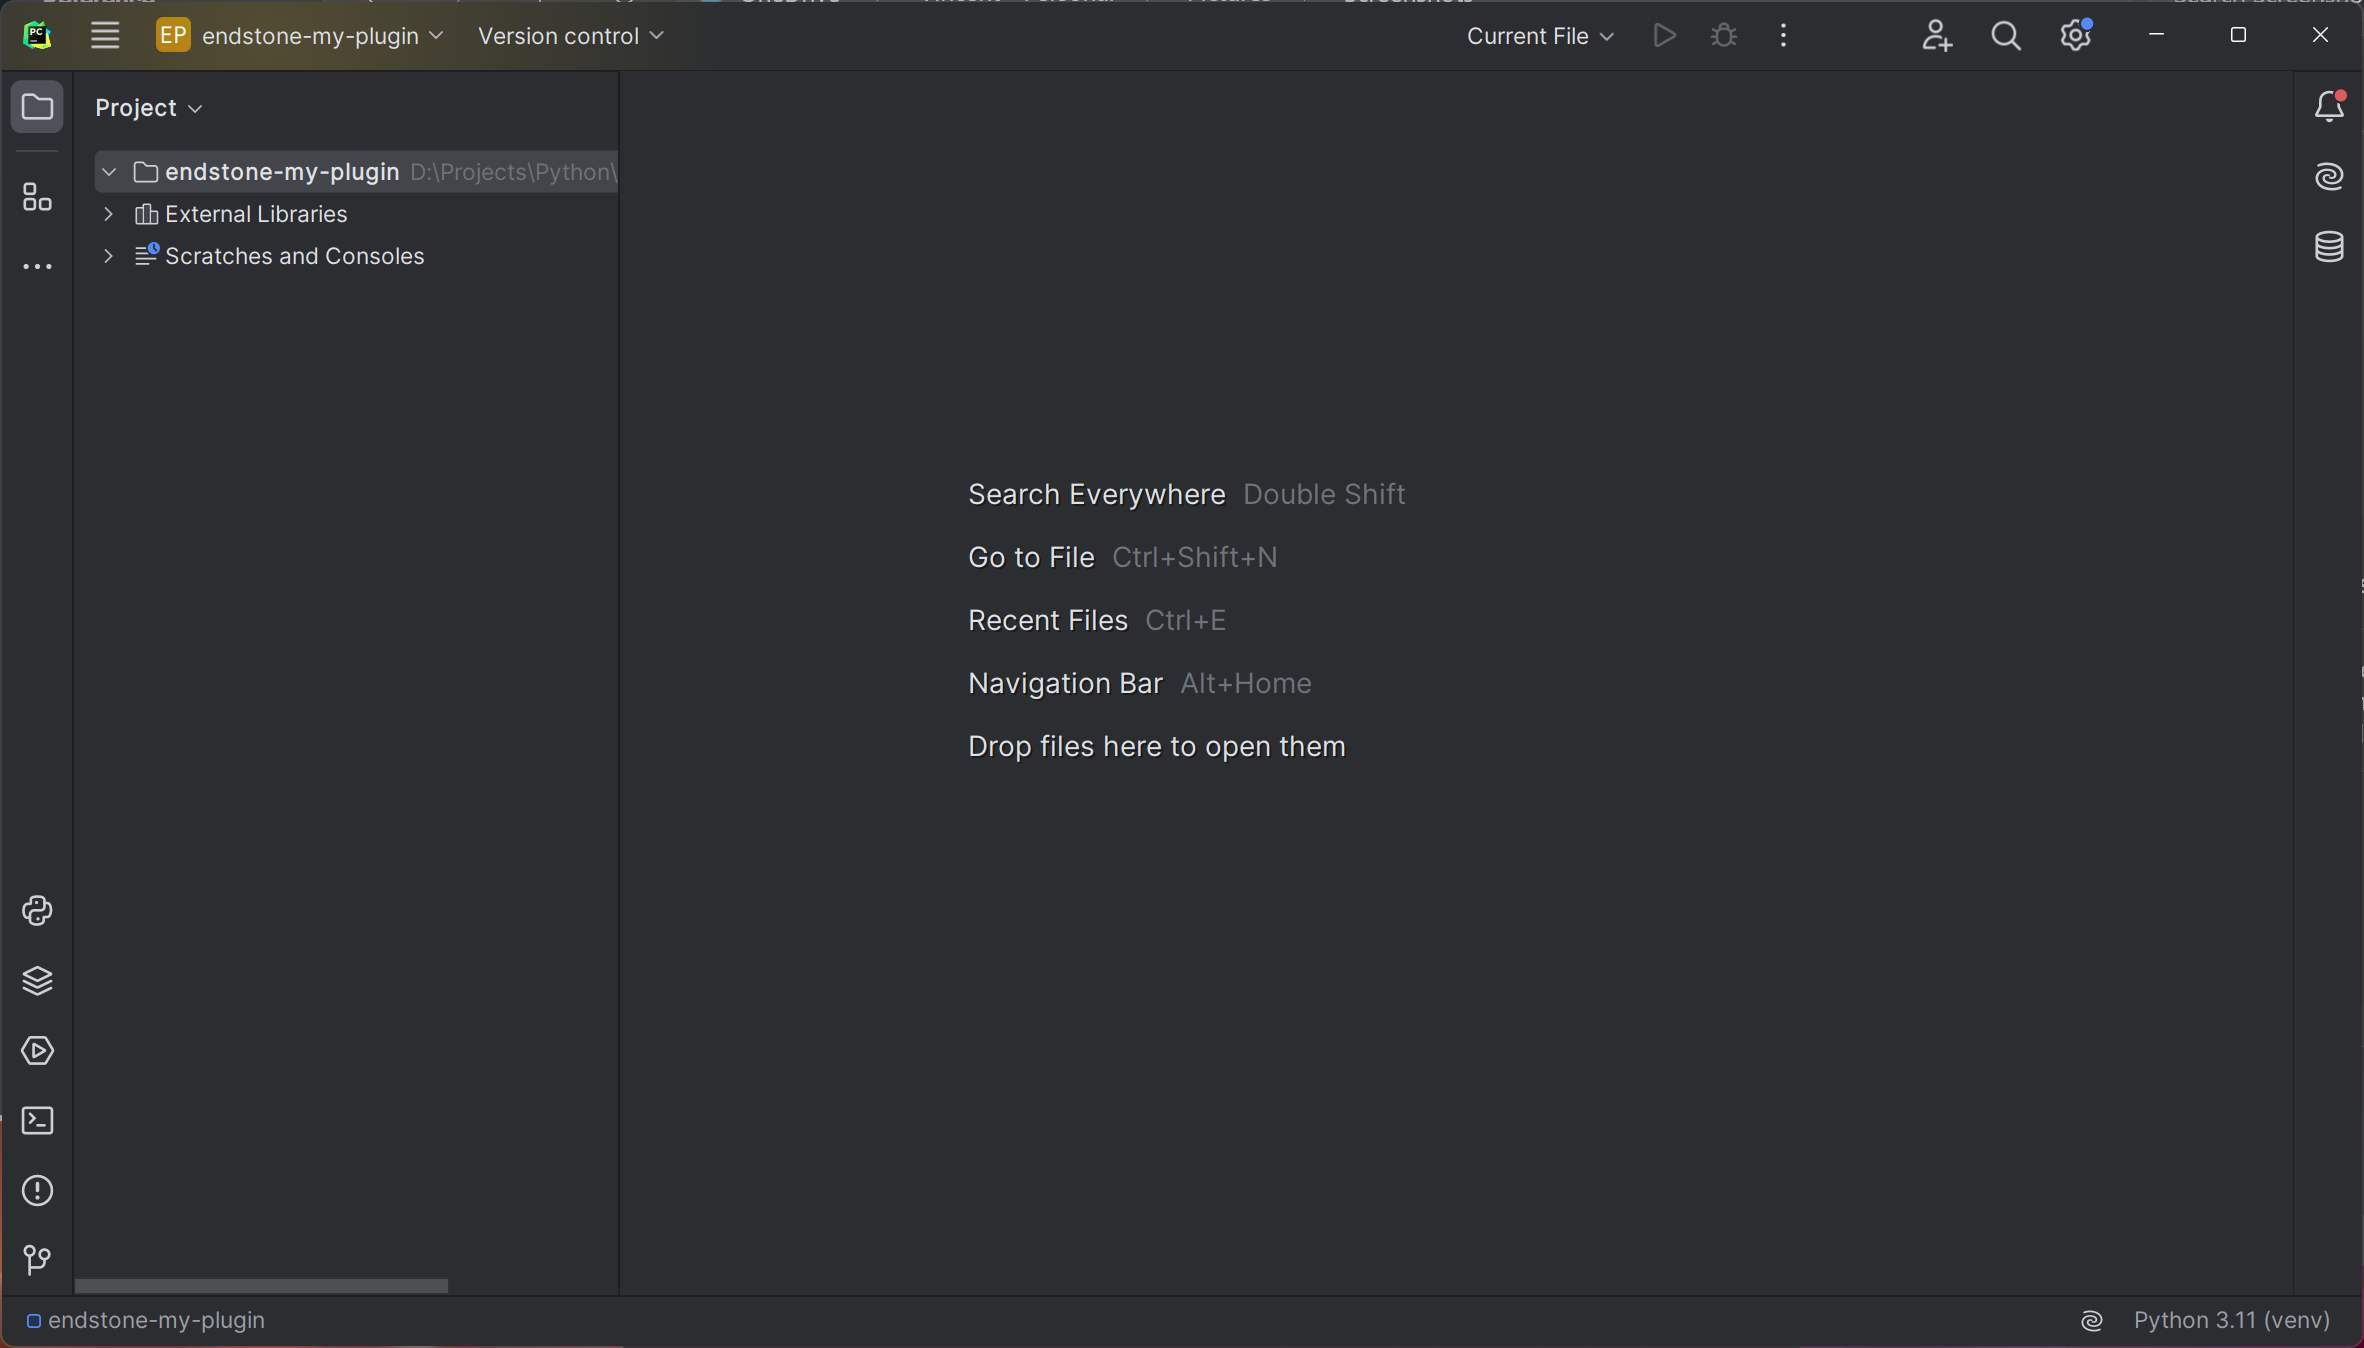 PC
EP endstone-my-plugin Version control Current File
Project
endstone-my-plugin D:\Projects\Python\
External Libraries
Scratches and Consoles
Search Everywhere Double Shift
Go to File Ctrl+Shift+N
Recent Files Ctrl+E
Navigation Bar Alt+Home
Drop files here to open them
endstone-my-plugin
Python 3.11 (venv)